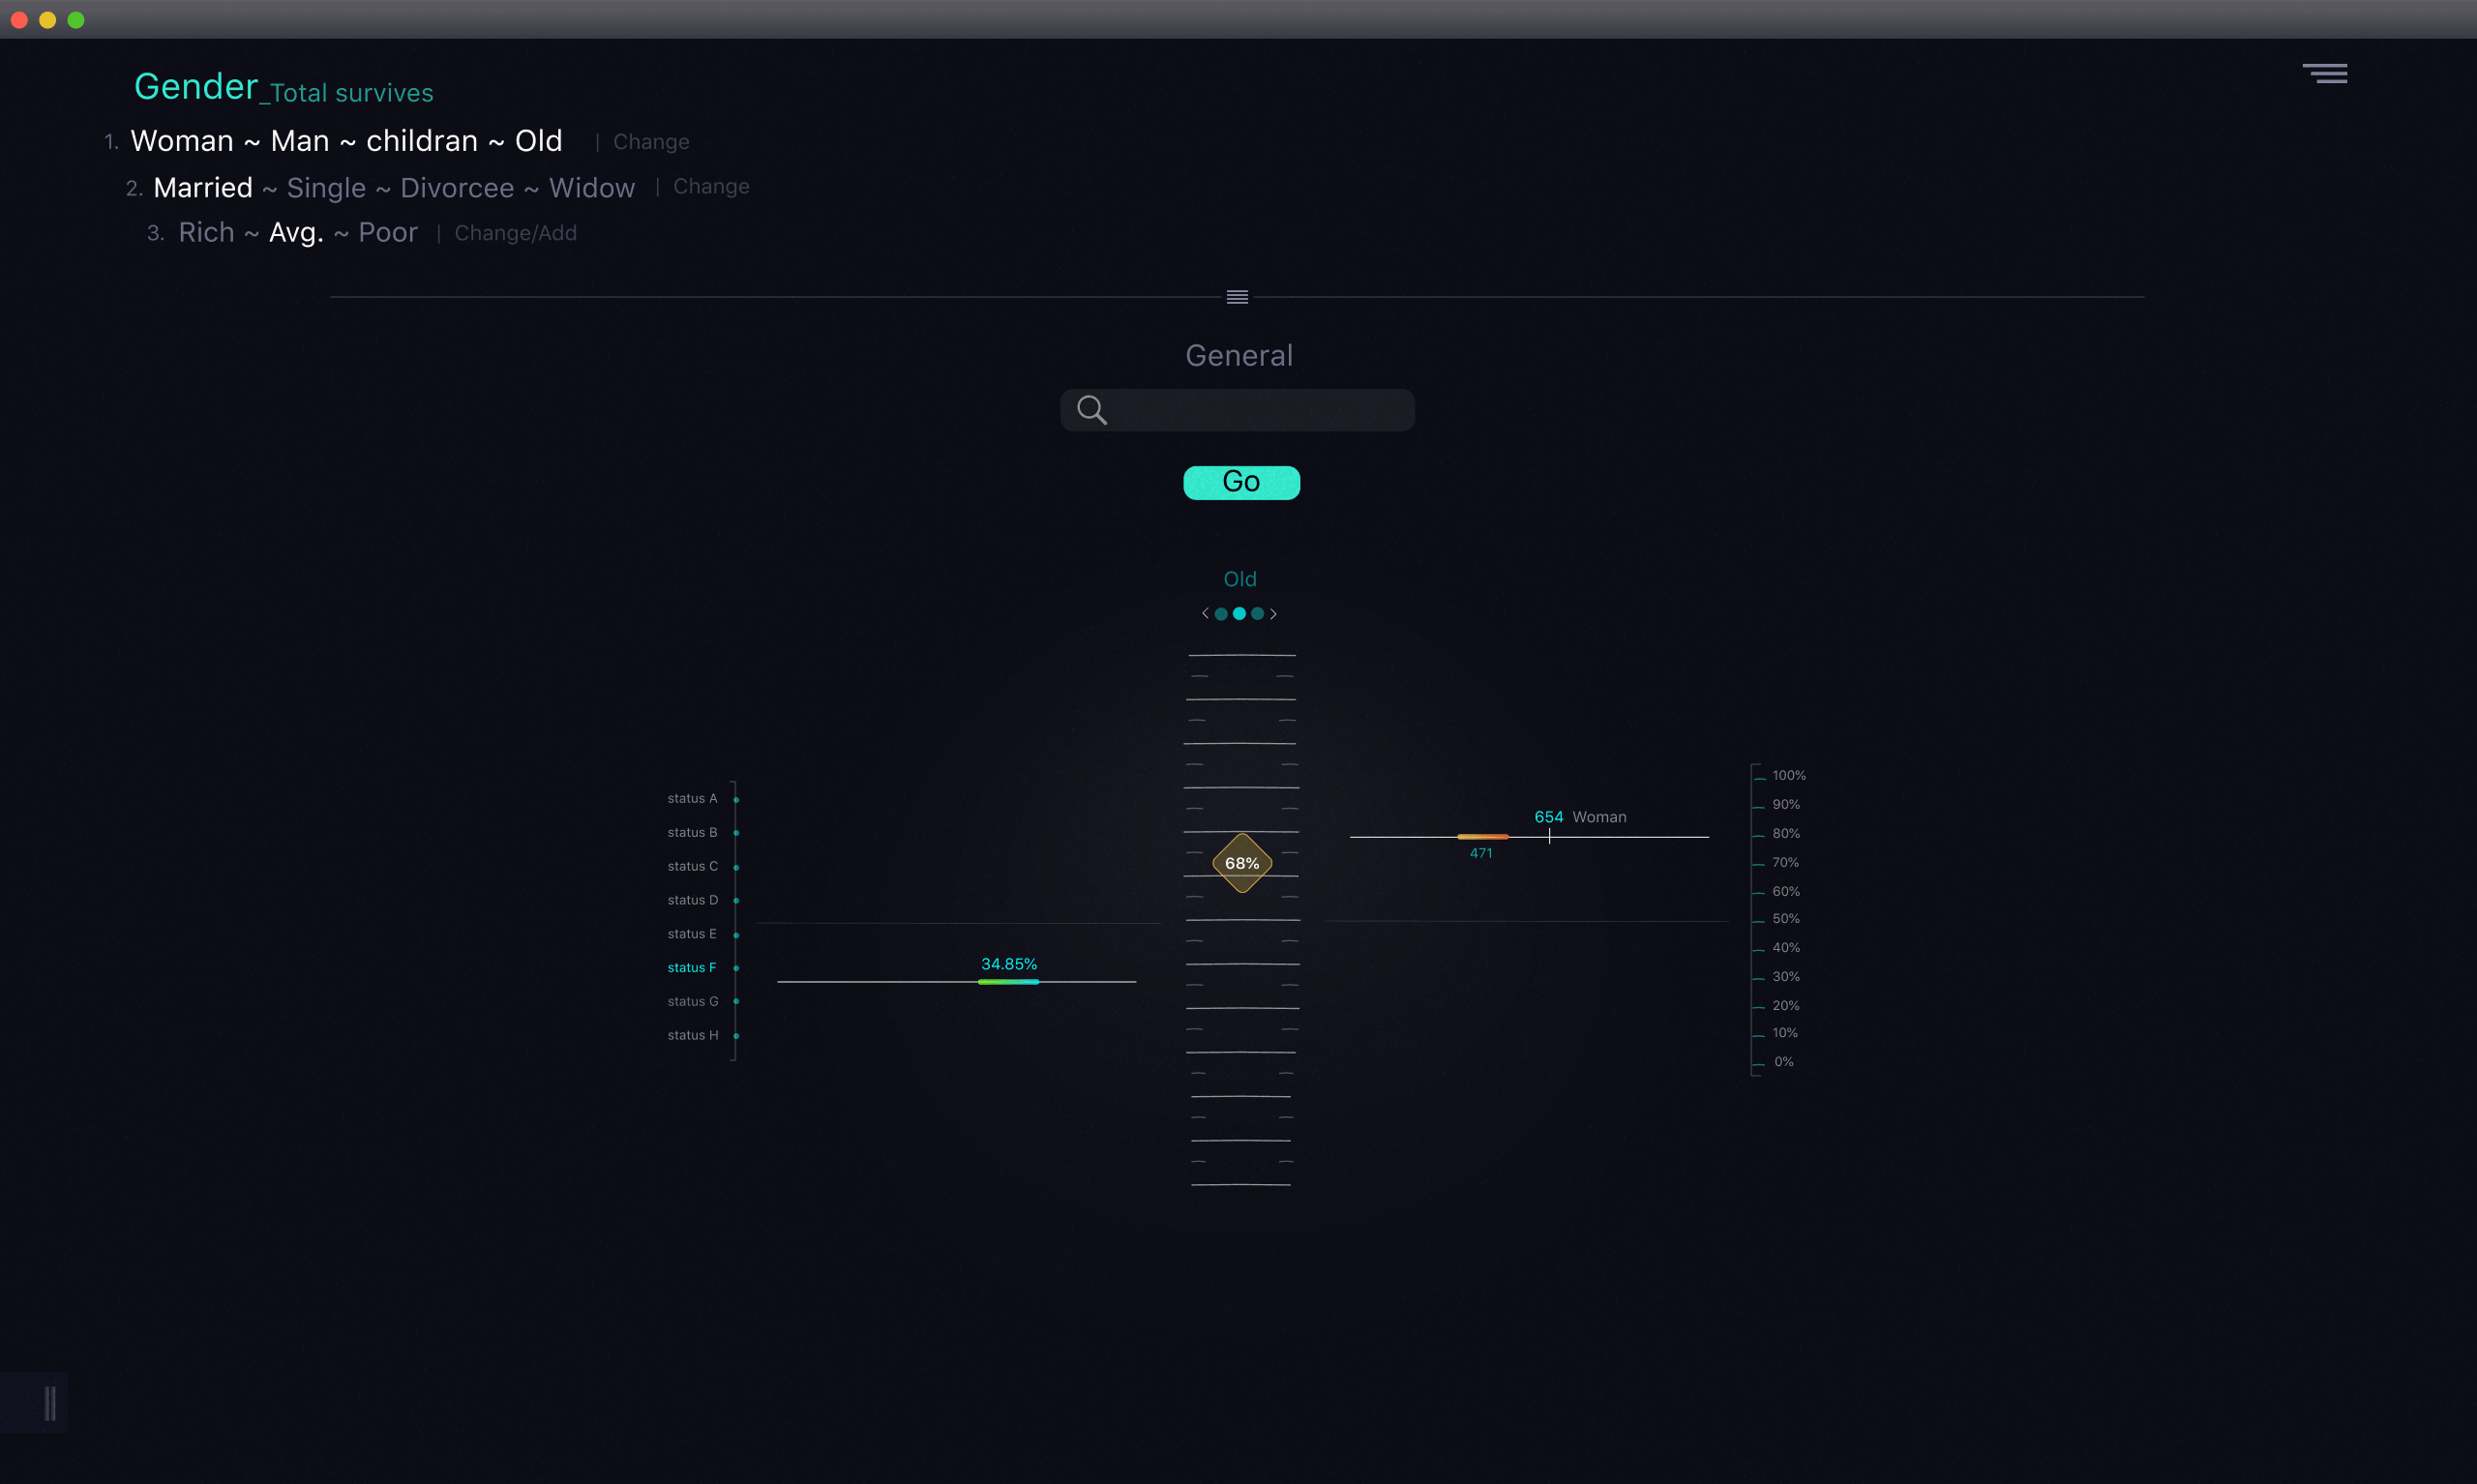 Gender_Total survives
1. Woman ~ Man ~ childran ~ Old | Change
2. Married ~ Single ~ Divorcee ~ Widow | Change
3. Rich ~ Avg. ~ Poor | Change/Add
General
Go
Old
status A
status B
status C
status D
status E
status F
status G
status H
34.85%
68%
654 Woman
471
100%
90%
80%
70%
60%
50%
40%
30%
20%
10%
0%